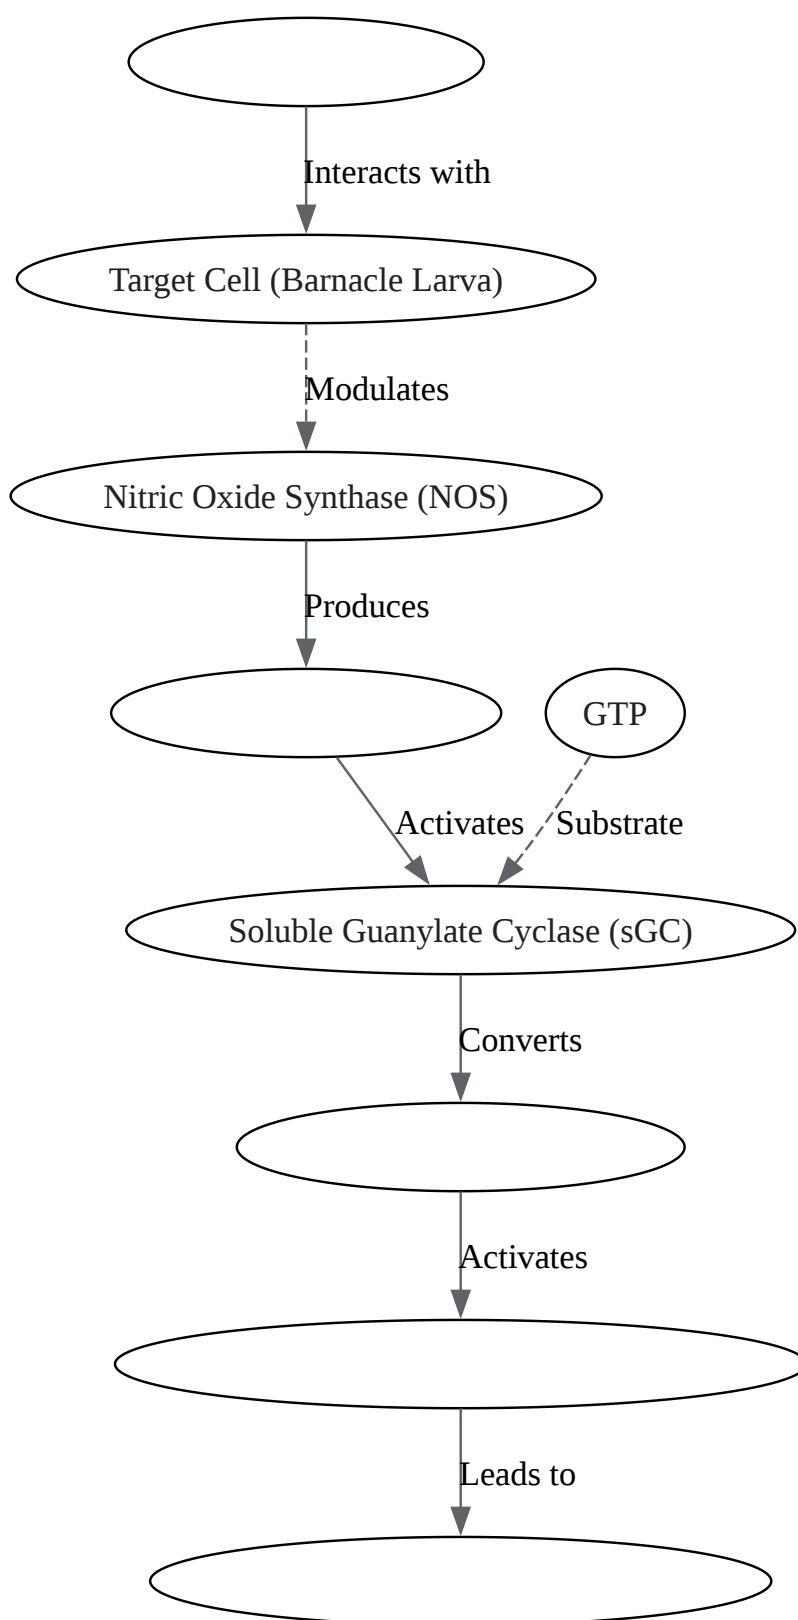 Interacts with
Target Cell (Barnacle Larva)
Modulates
Nitric Oxide Synthase (NOS)
Produces
GTP
Activates
Substrate
Soluble Guanylate Cyclase (sGC)
Converts
Activates
Leads to